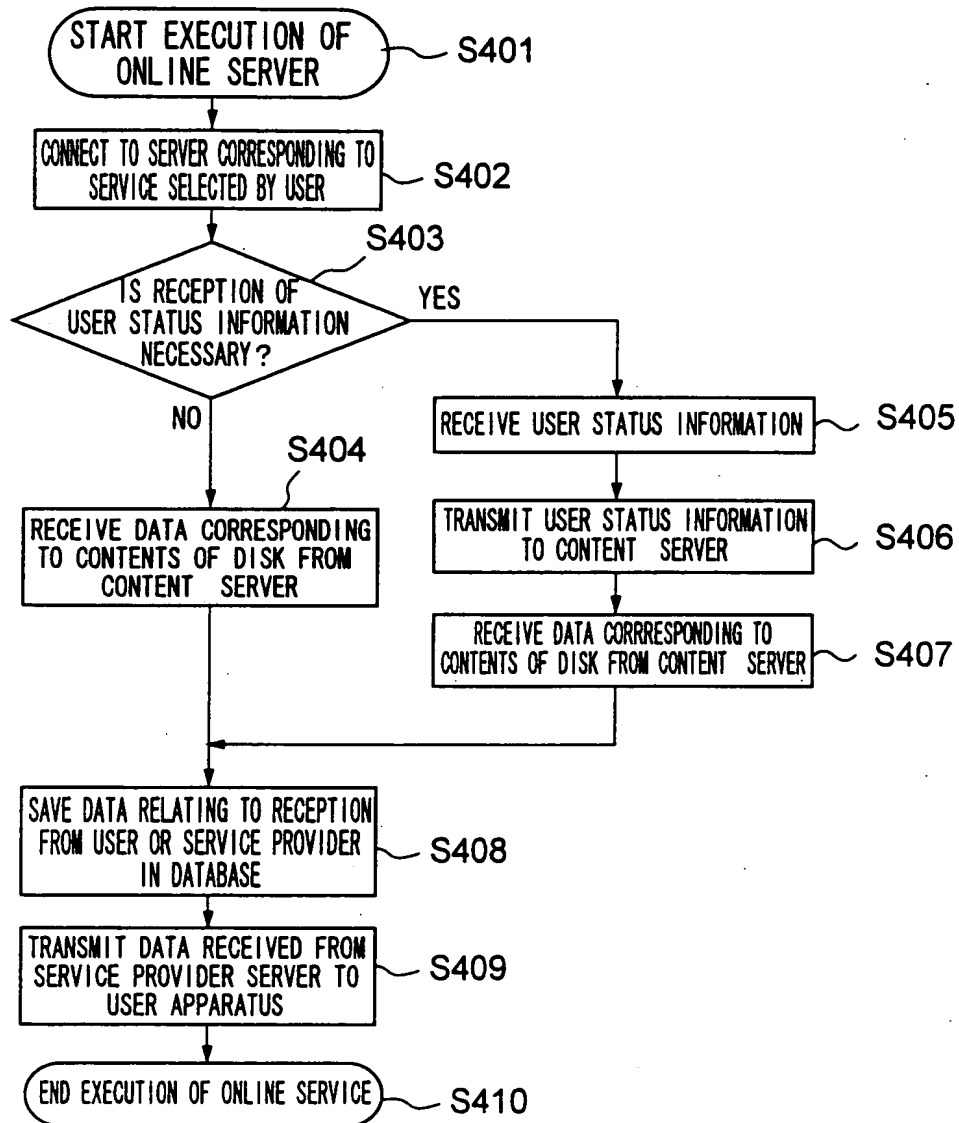 START EXECUTION OF
ONLINE SERVER
S401
CONNECT TO SERVER CORRESPONDING TO
SERVICE SELECTED BY USER
S402
S403
IS RECEPTION OF
USER STATUS INFORMATION
NECESSARY?
YES
NO
S404
RECEIVE DATA CORRESPONDING
TO CONTENTS OF DISK FROM
CONTENT SERVER
RECEIVE USER STATUS INFORMATION
S405
TRANSMIT USER STATUS INFORMATION
TO CONTENT SERVER
S406
RECEIVE DATA CORRRESPONDING TO
CONTENTS OF DISK FROM CONTENT SERVER
S407
SAVE DATA RELATING TO RECEPTION
FROM USER OR SERVICE PROVIDER
IN DATABASE
S408
TRANSMIT DATA RECEIVED FROM
SERVICE PROVIDER SERVER TO
USER APPARATUS
S409
END EXECUTION OF ONLINE SERVICE
S410